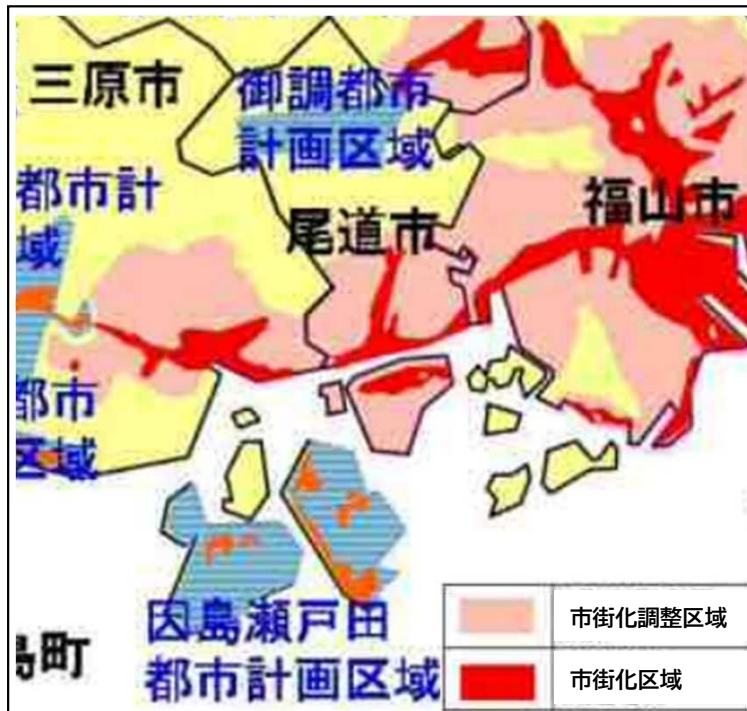 三原市
御調都市
計画区域
都市計
域
尾道市
福山市
都市
区域
因島瀬戸田
都市計画区域
島町
市街化調整区域
市街化区域